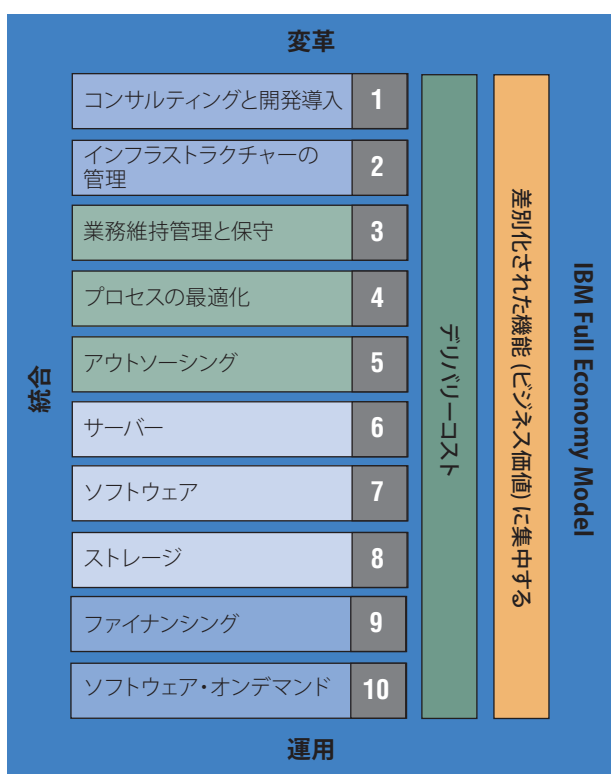 変革
コンサルティングと開発導入 1
インフラストラクチャーの
管理 2
業務維持管理と保守 3
プロセスの最適化 4
アウトソーシング 5
サーバー 6
ソフトウェア 7
ストレージ 8
ファイナンシング 9
ソフトウェア・オンデマンド 10
統合
デリバリーコスト
差別化された機能 (ビジネス価値) に集中する
IBM Full Economy Model
運用